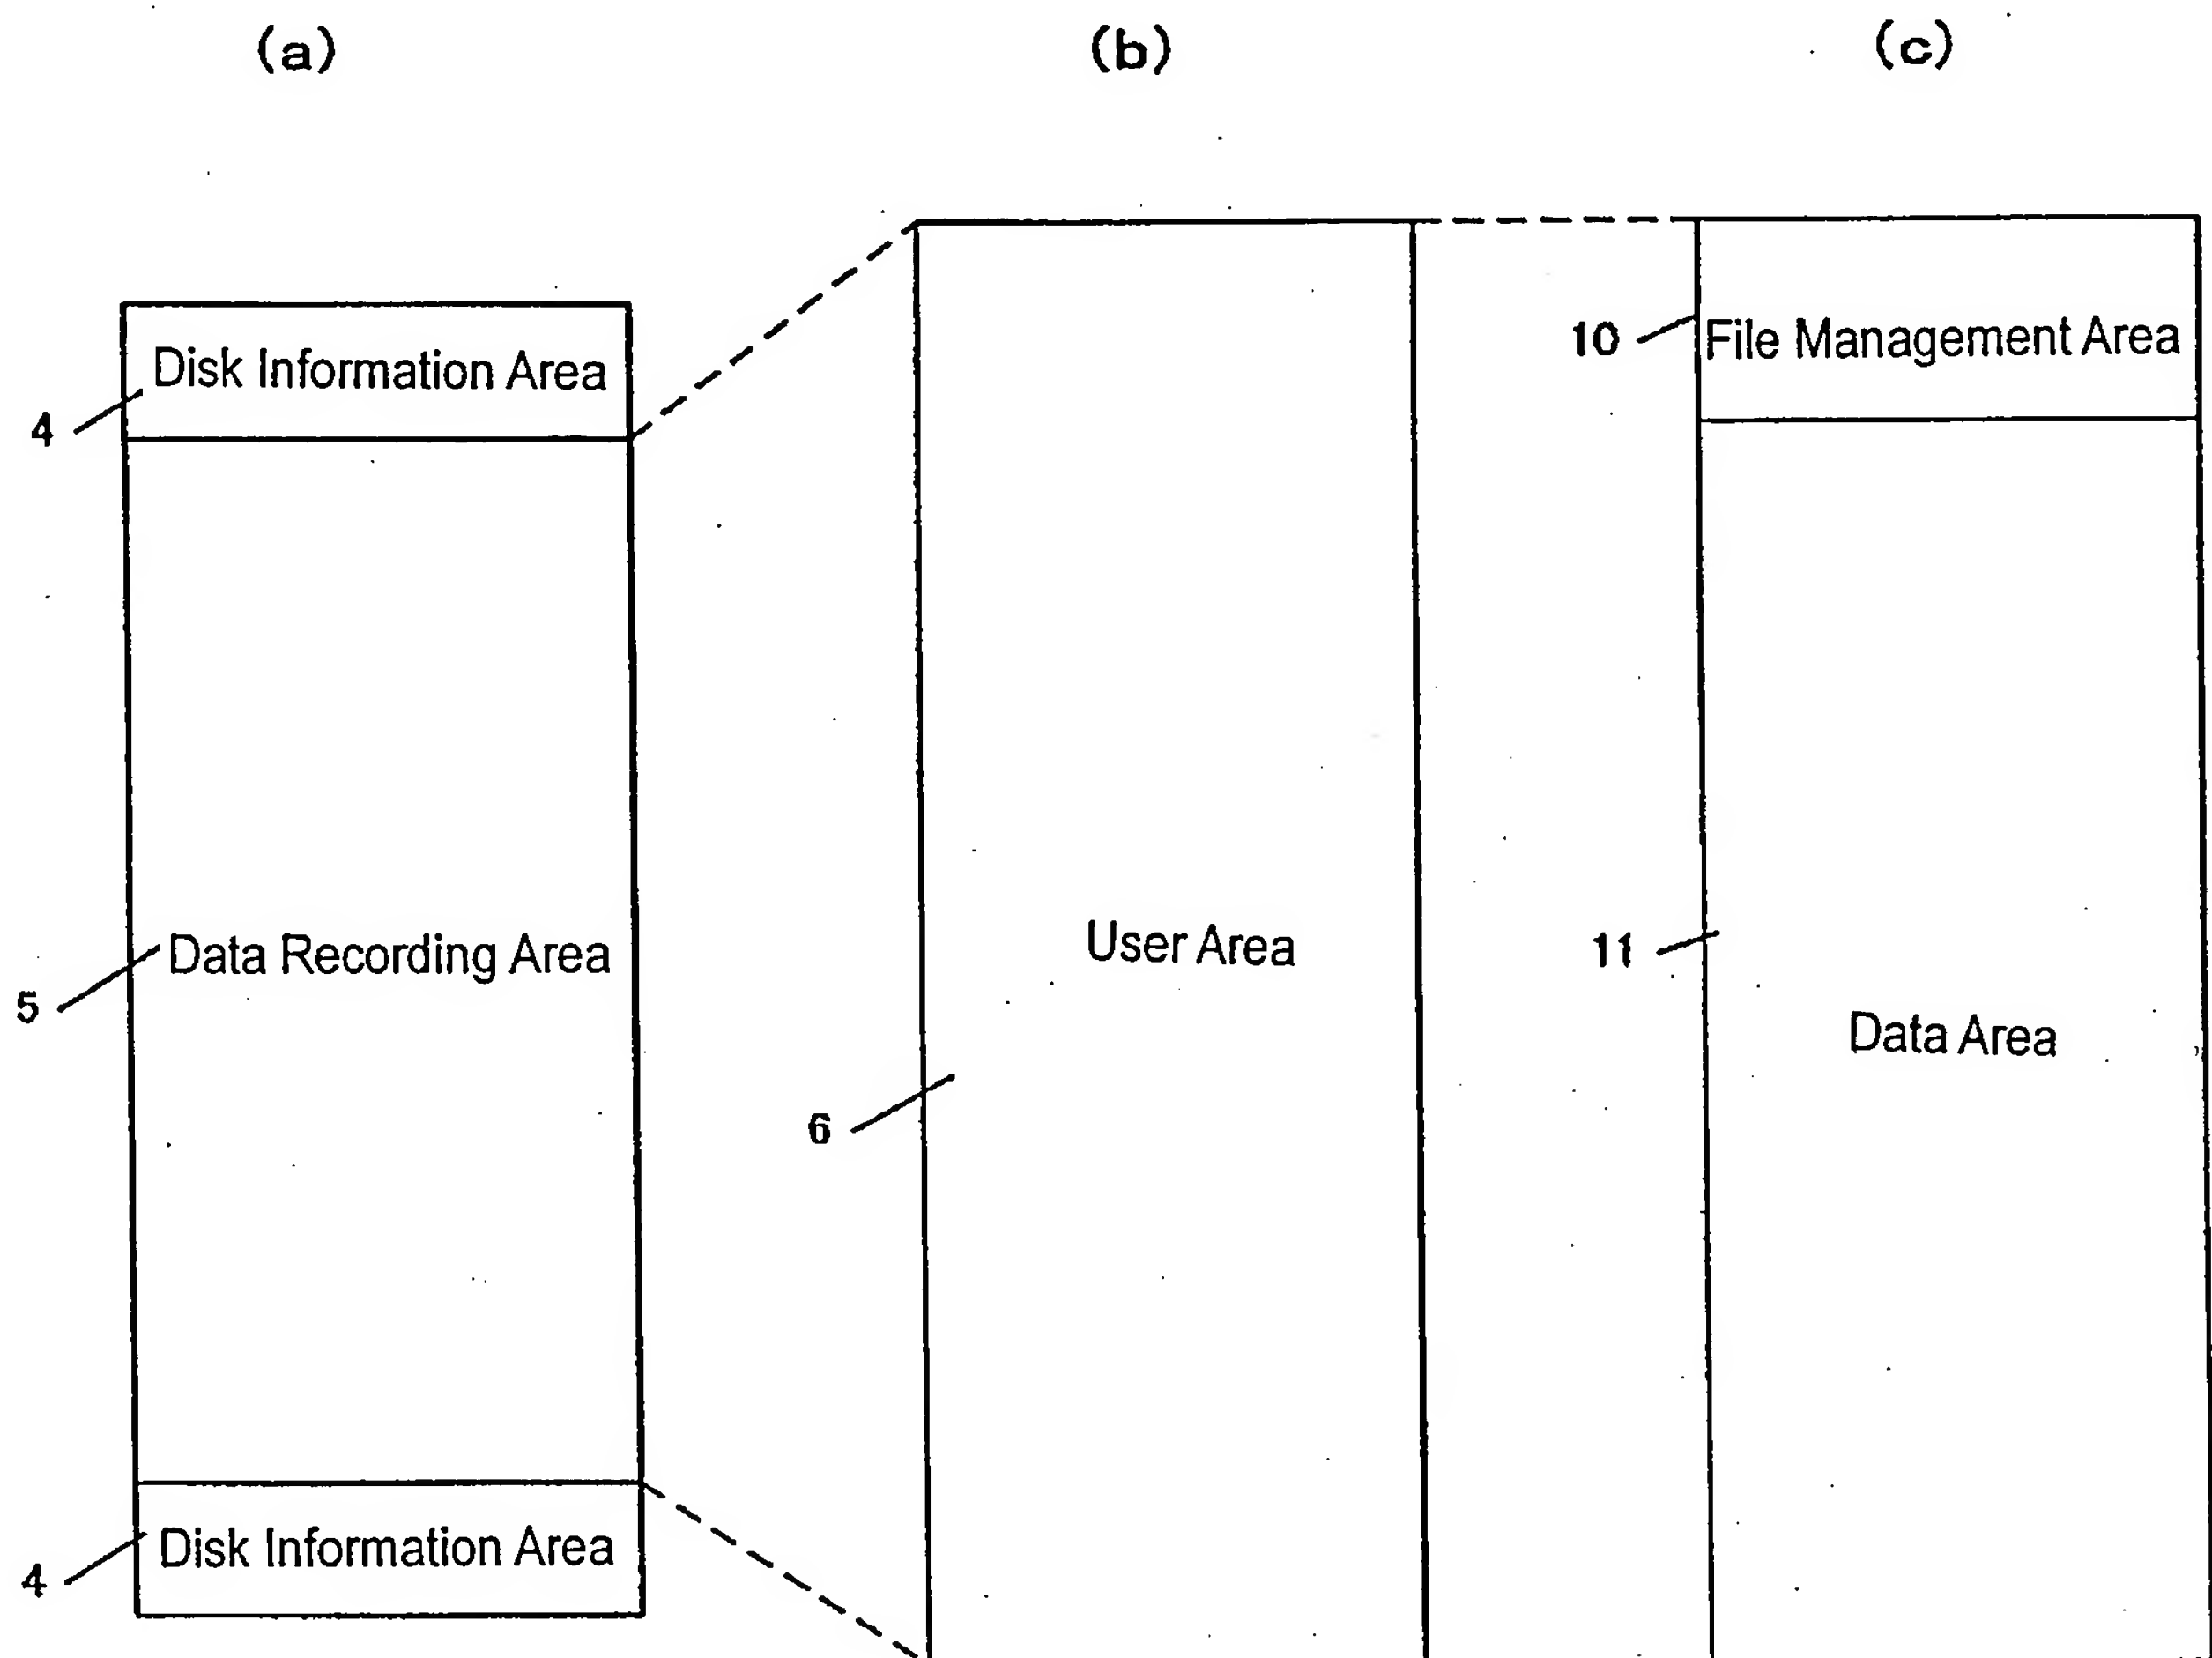 (a)
(b)
(c)
Disk Information Area
4
Data Recording Area
5
Disk Information Area
4
User Area
6
10
File Management Area
11
Data Area